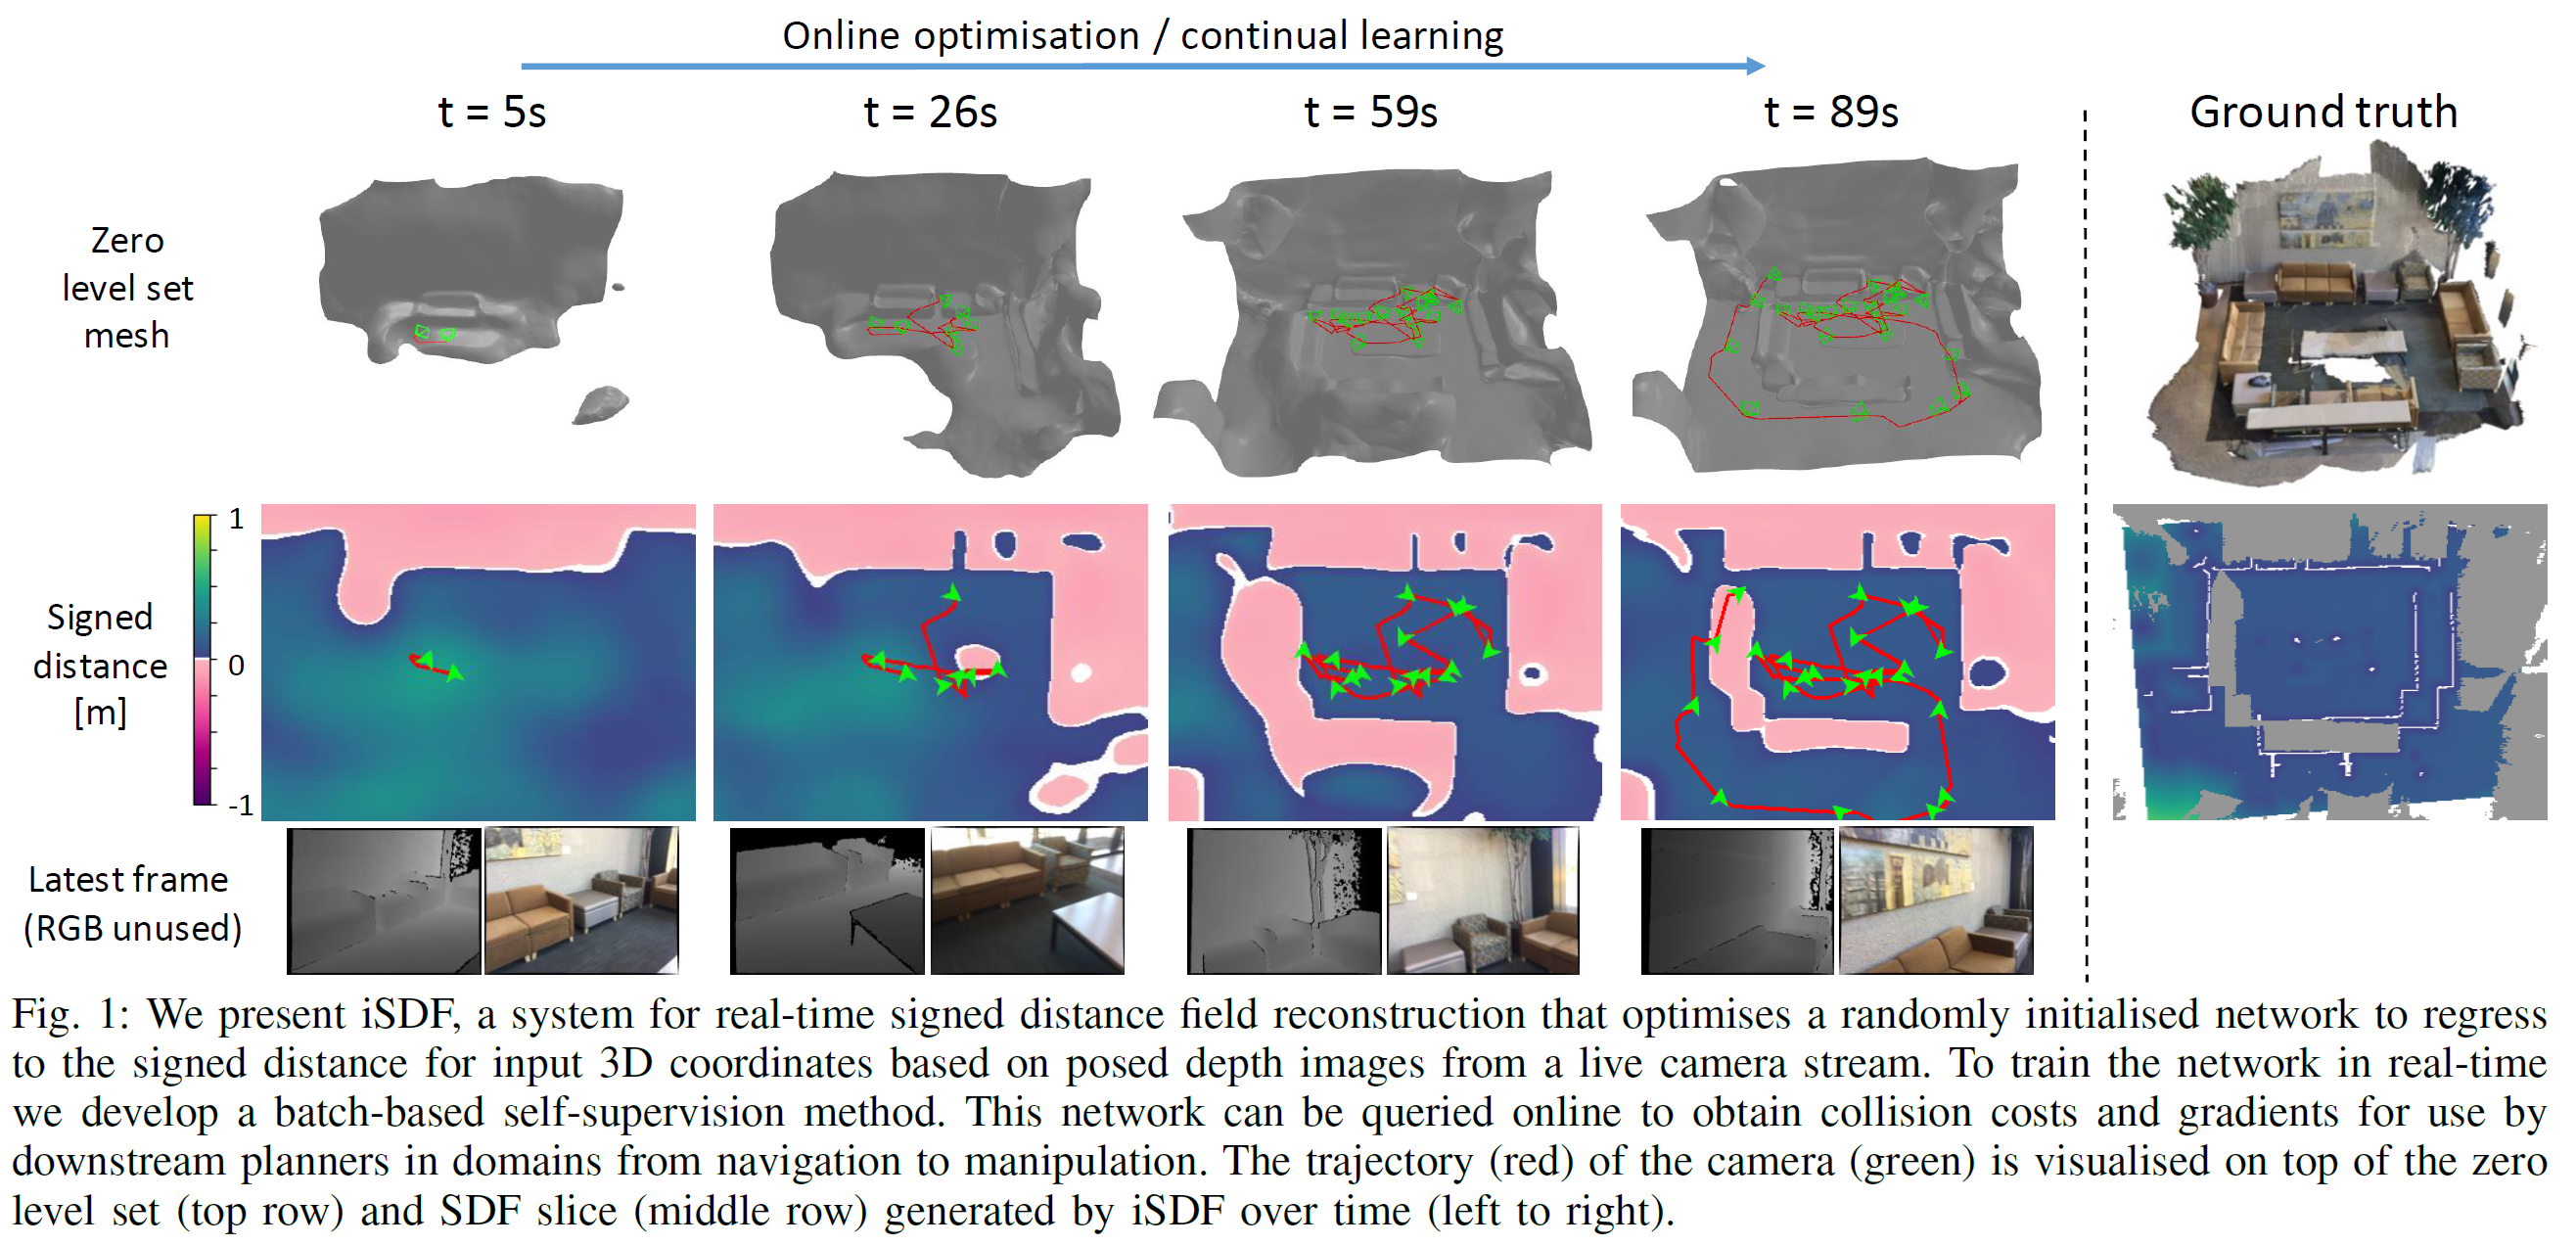 Online optimisation / continual learning
t = 5s
t = 26s
t = 59s
t = 89s
Ground truth
Zero
level set
mesh
Signed
distance
[m]
1
0
-1
Latest frame
(RGB unused)
Fig. 1: We present iSDF, a system for real-time signed distance field reconstruction that optimises a randomly initialised network to regress
to the signed distance for input 3D coordinates based on posed depth images from a live camera stream. To train the network in real-time
we develop a batch-based self-supervision method. This network can be queried online to obtain collision costs and gradients for use by
downstream planners in domains from navigation to manipulation. The trajectory (red) of the camera (green) is visualised on top of the zero
level set (top row) and SDF slice (middle row) generated by iSDF over time (left to right).